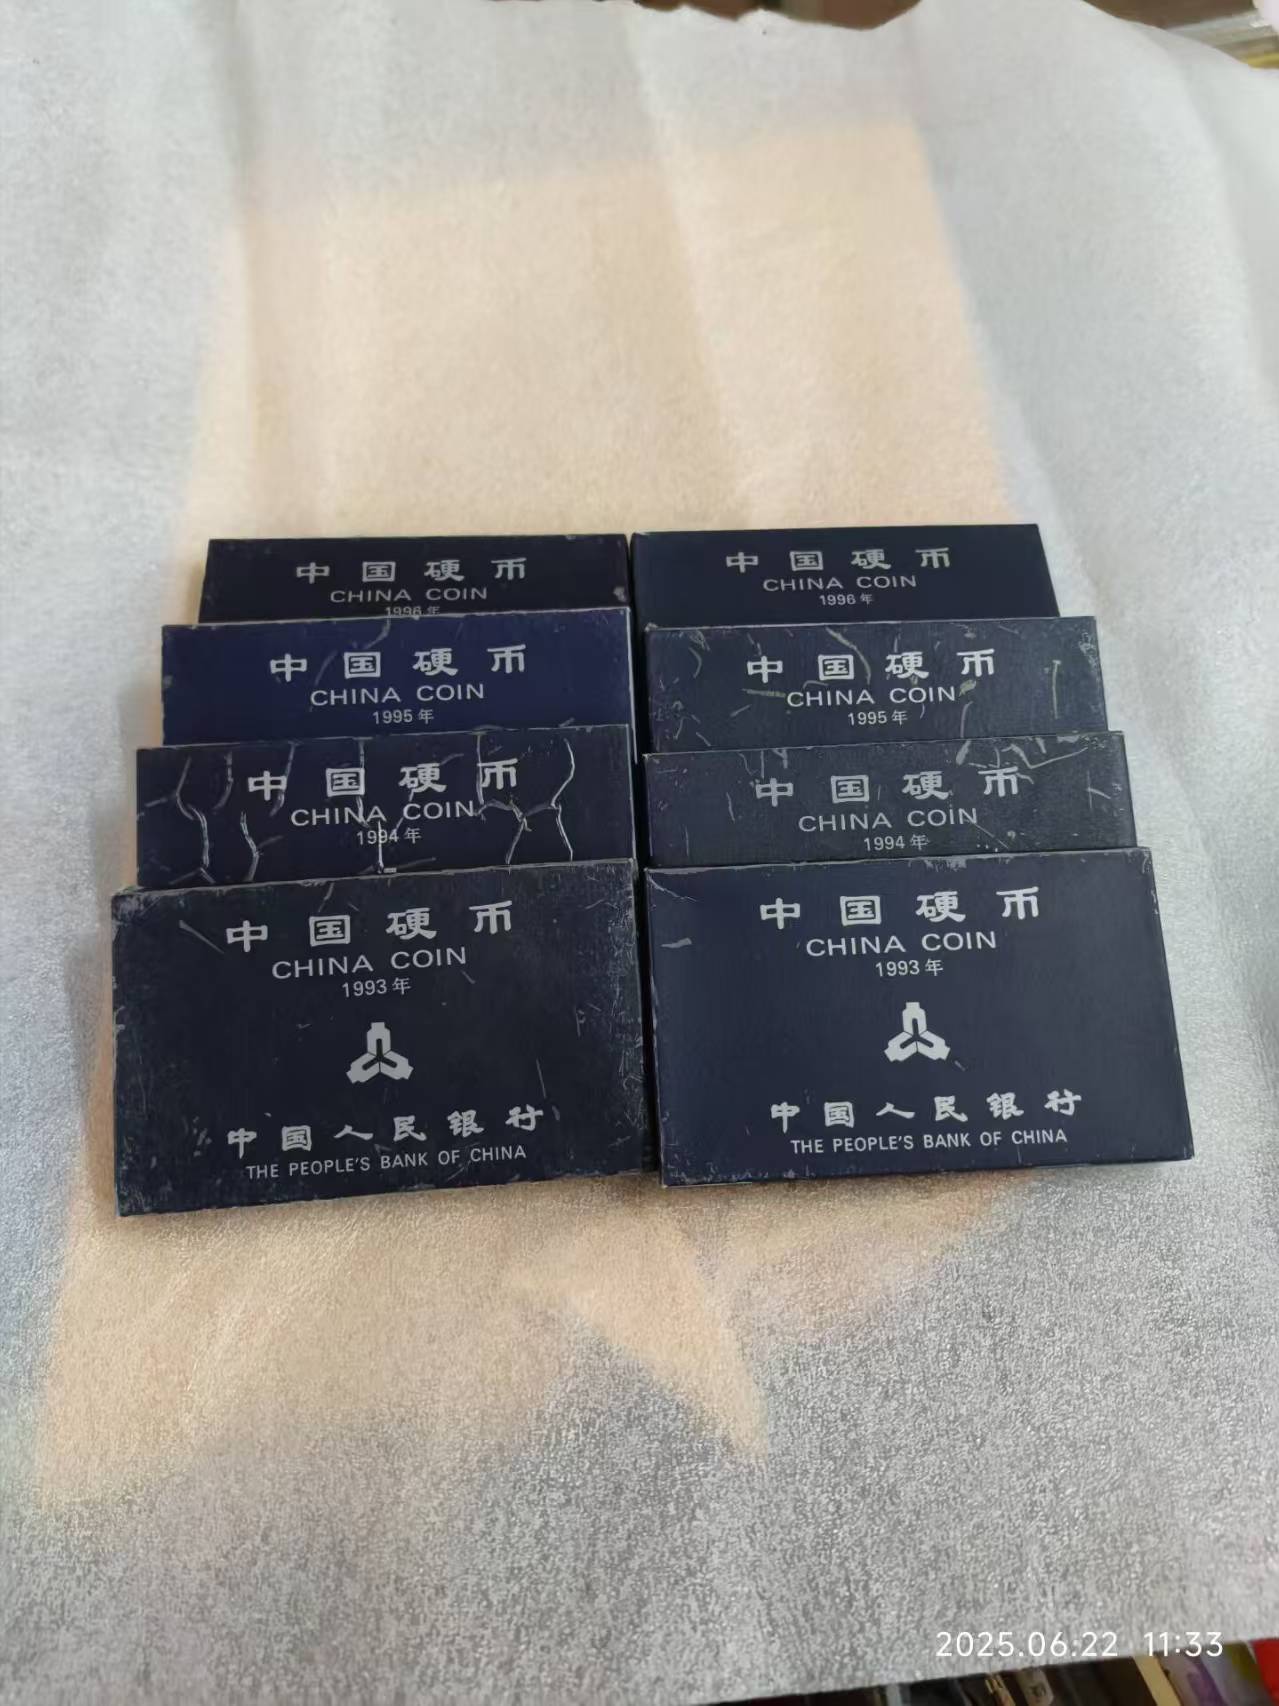 中国硬币
CHINA COIN
1996年
中国硬币
CHINA COIN
1995年
中国硬币
CHINA COIN
1994年
中国硬币
CHINA COIN
1993年
中国人民银行
THE PEOPLE'S BANK OF CHINA
中国硬币
CHINA COIN
1996年
中国硬币
CHINA COIN
1995年
中国硬币
CHINA COIN
1994年
中国硬币
CHINA COIN
1993年
中国人民银行
THE PEOPLE'S BANK OF CHINA
2025.06.22 11:33